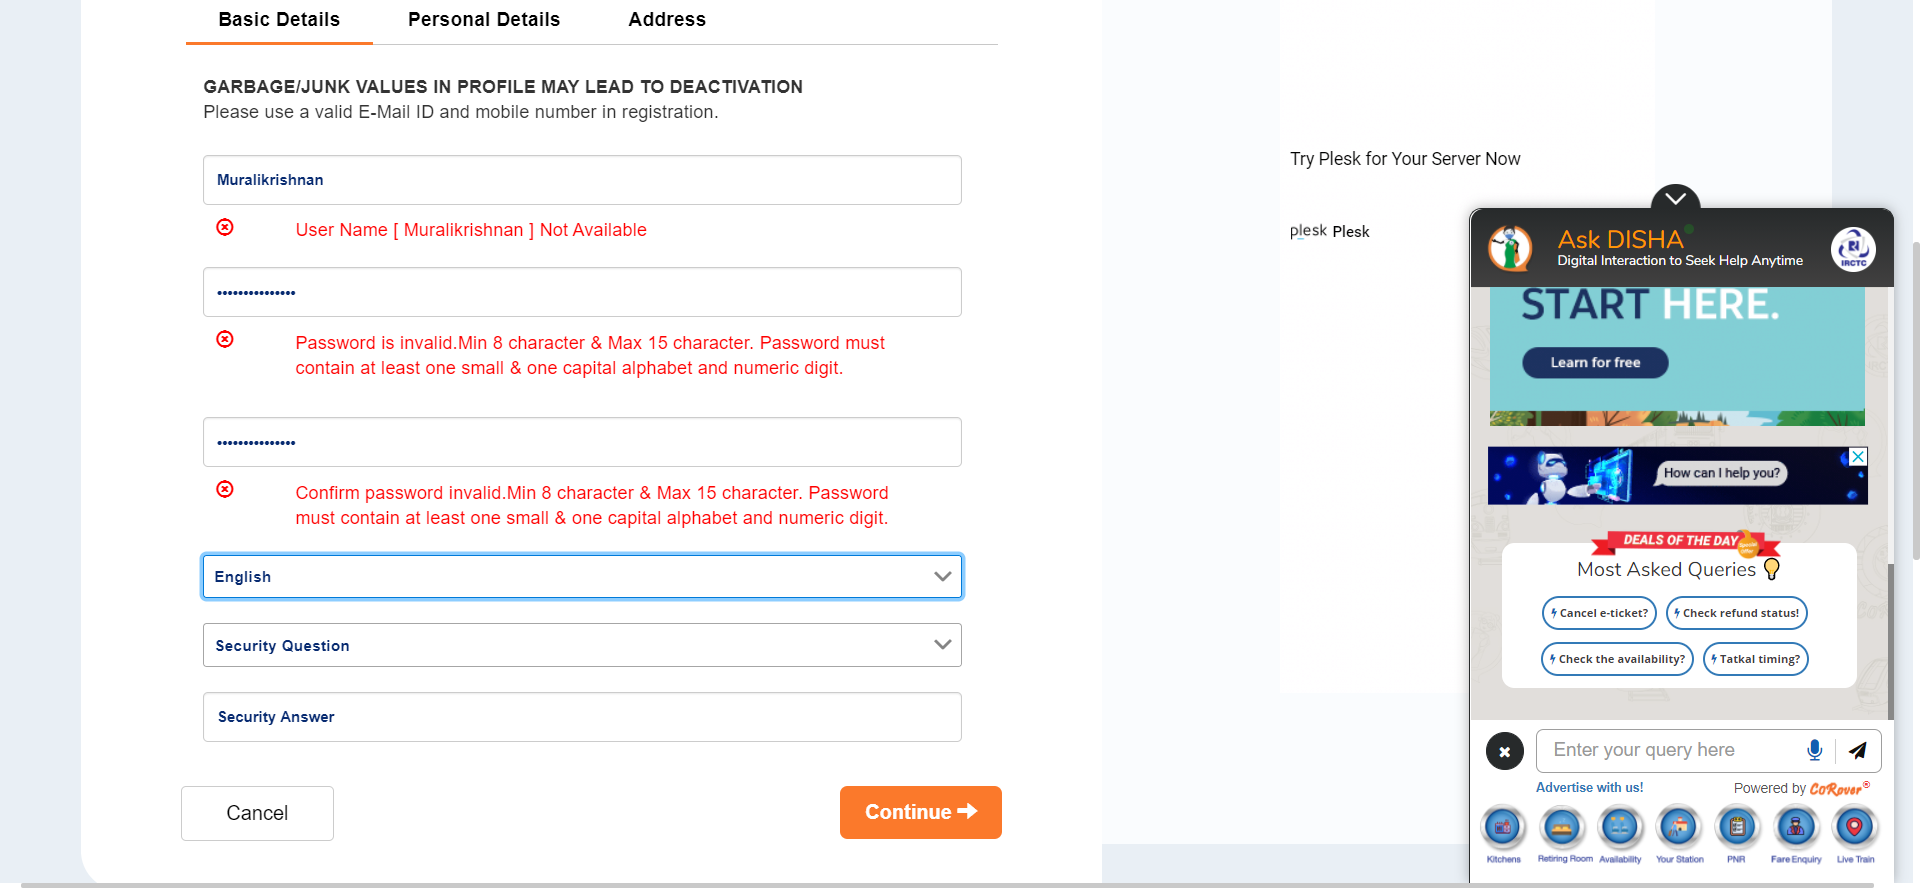 Basic Details
Personal Details
Address
GARBAGE/JUNK VALUES IN PROFILE MAY LEAD TO DEACTIVATION
Please use a valid E-Mail ID and mobile number in registration.
Muralikrishnan
User Name [ Muralikrishnan ] Not Available
•••••••••••••••
Password is invalid.Min 8 character & Max 15 character. Password must
contain at least one small & one capital alphabet and numeric digit.
•••••••••••••••
Confirm password invalid.Min 8 character & Max 15 character. Password
must contain at least one small & one capital alphabet and numeric digit.
English
Security Question
Security Answer
Cancel
Continue
Try Plesk for Your Server Now
plesk Plesk
Ask DISHA
Digital Interaction to Seek Help Anytime
IRCTC
START HERE.
Learn for free
How can I help you?
DEALS OF THE DAY
Special Offer
Most Asked Queries
Cancel e-ticket?
Check refund status!
Check the availability?
Tatkal timing?
Enter your query here
Advertise with us!
Powered by CoRover®
Kitchens
Retiring Room
Availability
Your Station
PNR
Fare Enquiry
Live Train